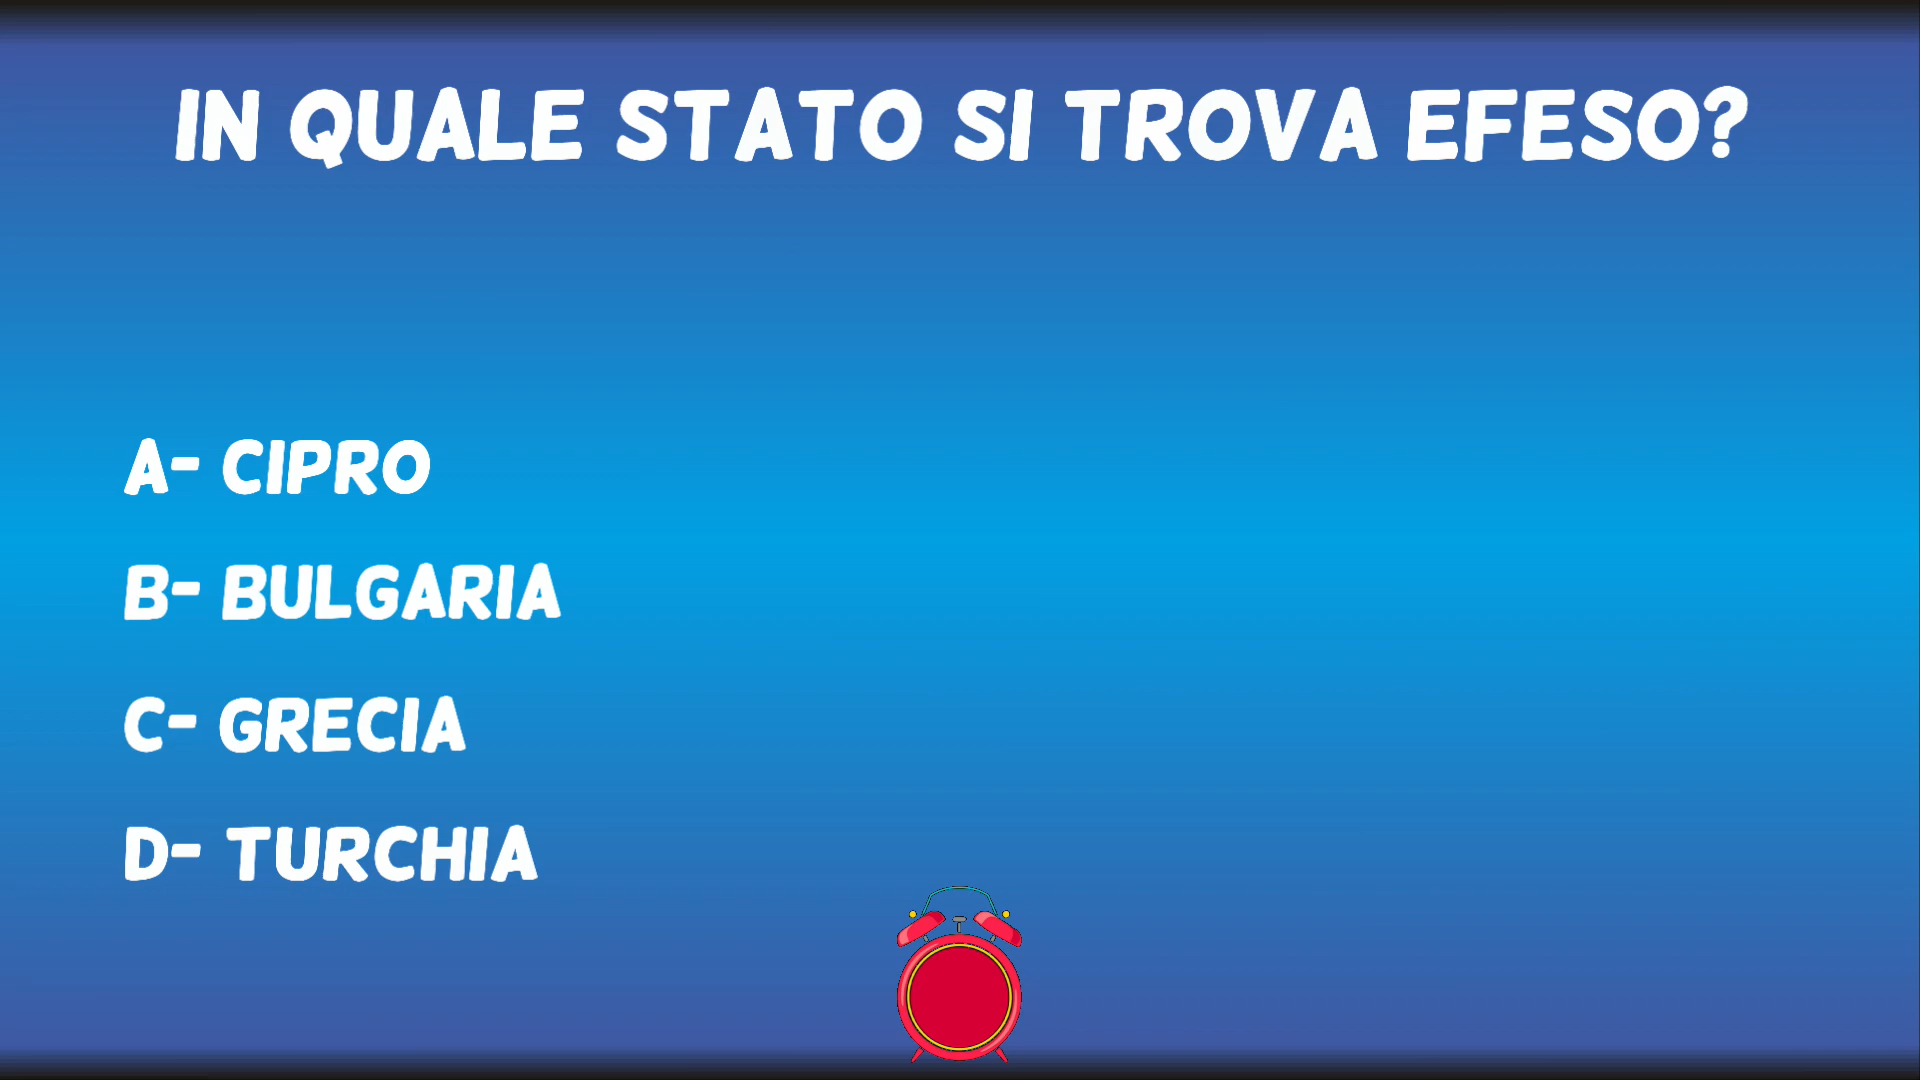 IN QUALE STATO SI TROVA EFESO?
A- CIPRO
B- BULGARIA
C- GRECIA
D- TURCHIA